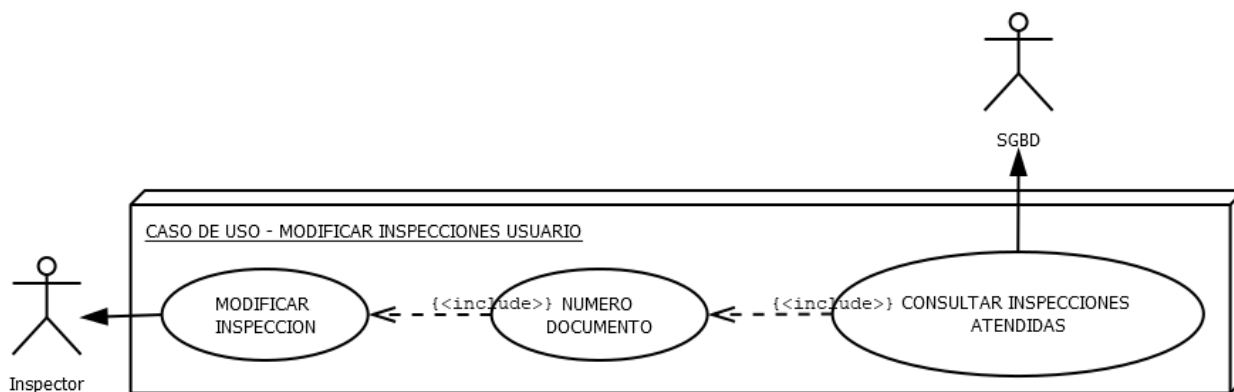 SGBD
CASO DE USO - MODIFICAR INSPECCIONES USUARIO
MODIFICAR
INSPECCION
{<include>}
NUMERO
DOCUMENTO
{<include>}
CONSULTAR INSPECCIONES
ATENDIDAS
Inspector